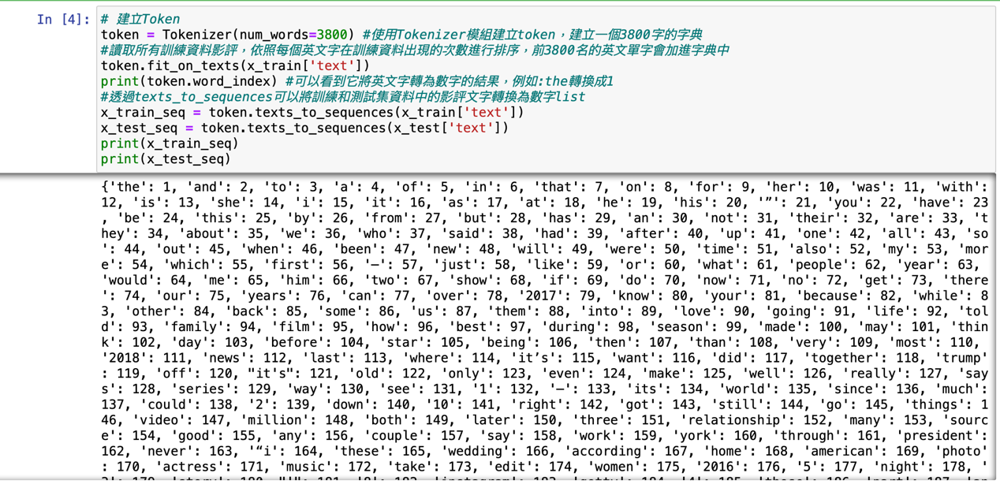 In [4]:
# 建立Token
token = Tokenizer(num_words=3800) #使用Tokenizer模組建立token，建立一個3800字的字典
#讀取所有訓練資料影評，依照每個英文字在訓練資料出現的次數進行排序，前3800名的英文單字會加進字典中
token.fit_on_texts(x_train['text'])
print(token.word_index) #可以看到它將英文字轉為數字的結果，例如:the轉換成1
#透過texts_to_sequences可以將訓練和測試集資料中的影評文字轉換為數字list
x_train_seq = token.texts_to_sequences(x_train['text'])
x_test_seq = token.texts_to_sequences(x_test['text'])
print(x_train_seq)
print(x_test_seq)
{'the': 1, 'and': 2, 'to': 3, 'a': 4, 'of': 5, 'in': 6, 'that': 7, 'on': 8, 'for': 9, 'her': 10, 'was': 11, 'with':
12, 'is': 13, 'she': 14, 'i': 15, 'it': 16, 'as': 17, 'at': 18, 'he': 19, 'his': 20, '”': 21, 'you': 22, 'have': 23
, 'be': 24, 'this': 25, 'by': 26, 'from': 27, 'but': 28, 'has': 29, 'an': 30, 'not': 31, 'their': 32, 'are': 33, 't
hey': 34, 'about': 35, 'we': 36, 'who': 37, 'said': 38, 'had': 39, 'after': 40, 'up': 41, 'one': 42, 'all': 43, 'so
': 44, 'out': 45, 'when': 46, 'been': 47, 'new': 48, 'will': 49, 'were': 50, 'time': 51, 'also': 52, 'my': 53, 'mor
e': 54, 'which': 55, 'first': 56, '—': 57, 'just': 58, 'like': 59, 'or': 60, 'what': 61, 'people': 62, 'year': 63,
'would': 64, 'me': 65, 'him': 66, 'two': 67, 'show': 68, 'if': 69, 'do': 70, 'now': 71, 'no': 72, 'get': 73, 'there
': 74, 'our': 75, 'years': 76, 'can': 77, 'over': 78, '2017': 79, 'know': 80, 'your': 81, 'because': 82, 'while': 8
3, 'other': 84, 'back': 85, 'some': 86, 'us': 87, 'them': 88, 'into': 89, 'love': 90, 'going': 91, 'life': 92, 'tol
d': 93, 'family': 94, 'film': 95, 'how': 96, 'best': 97, 'during': 98, 'season': 99, 'made': 100, 'may': 101, 'thin
k': 102, 'day': 103, 'before': 104, 'star': 105, 'being': 106, 'then': 107, 'than': 108, 'very': 109, 'most': 110,
'2018': 111, 'news': 112, 'last': 113, 'where': 114, 'it’s': 115, 'want': 116, 'did': 117, 'together': 118, 'trump'
: 119, 'off': 120, "it's": 121, 'old': 122, 'only': 123, 'even': 124, 'make': 125, 'well': 126, 'really': 127, 'say
s': 128, 'series': 129, 'way': 130, 'see': 131, '1': 132, '–': 133, 'its': 134, 'world': 135, 'since': 136, 'much':
137, 'could': 138, '2': 139, 'down': 140, '10': 141, 'right': 142, 'got': 143, 'still': 144, 'go': 145, 'things': 1
46, 'video': 147, 'million': 148, 'both': 149, 'later': 150, 'three': 151, 'relationship': 152, 'many': 153, 'sourc
e': 154, 'good': 155, 'any': 156, 'couple': 157, 'say': 158, 'work': 159, 'york': 160, 'through': 161, 'president':
162, 'never': 163, '“i': 164, 'these': 165, 'wedding': 166, 'according': 167, 'home': 168, 'american': 169, 'photo'
: 170, 'actress': 171, 'music': 172, 'take': 173, 'edit': 174, 'women': 175, '2016': 176, '5': 177, 'night': 178,